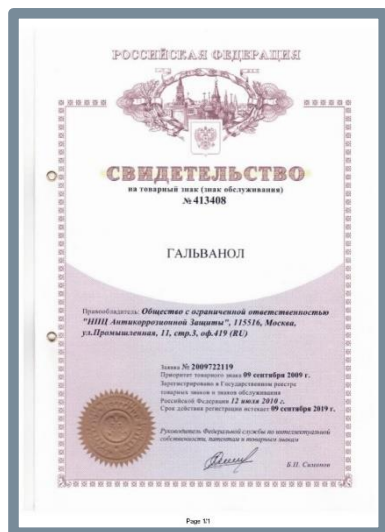 РОССИЙСКАЯ ФЕДЕРАЦИЯ
СВИДЕТЕЛЬСТВО
на товарный знак (знак обслуживания)
№ 413408
ГАЛЬВАНОЛ
Правообладатель: Общество с ограниченной ответственностью
"НПЦ Антикоррозионной Защиты", 115516, Москва,
ул.Промышленная, 11, стр.3, оф.419 (RU)
Заявка № 2009722119
Приоритет товарного знака 09 сентября 2009 г.
Зарегистрировано в Государственном реестре
товарных знаков и знаков обслуживания
Российской Федерации 12 июля 2010 г.
Срок действия регистрации истекает 09 сентября 2019 г.
Руководитель Федеральной службы по интеллектуальной
собственности, патентам и товарным знакам
Б.П. Симонов
Page 1/1